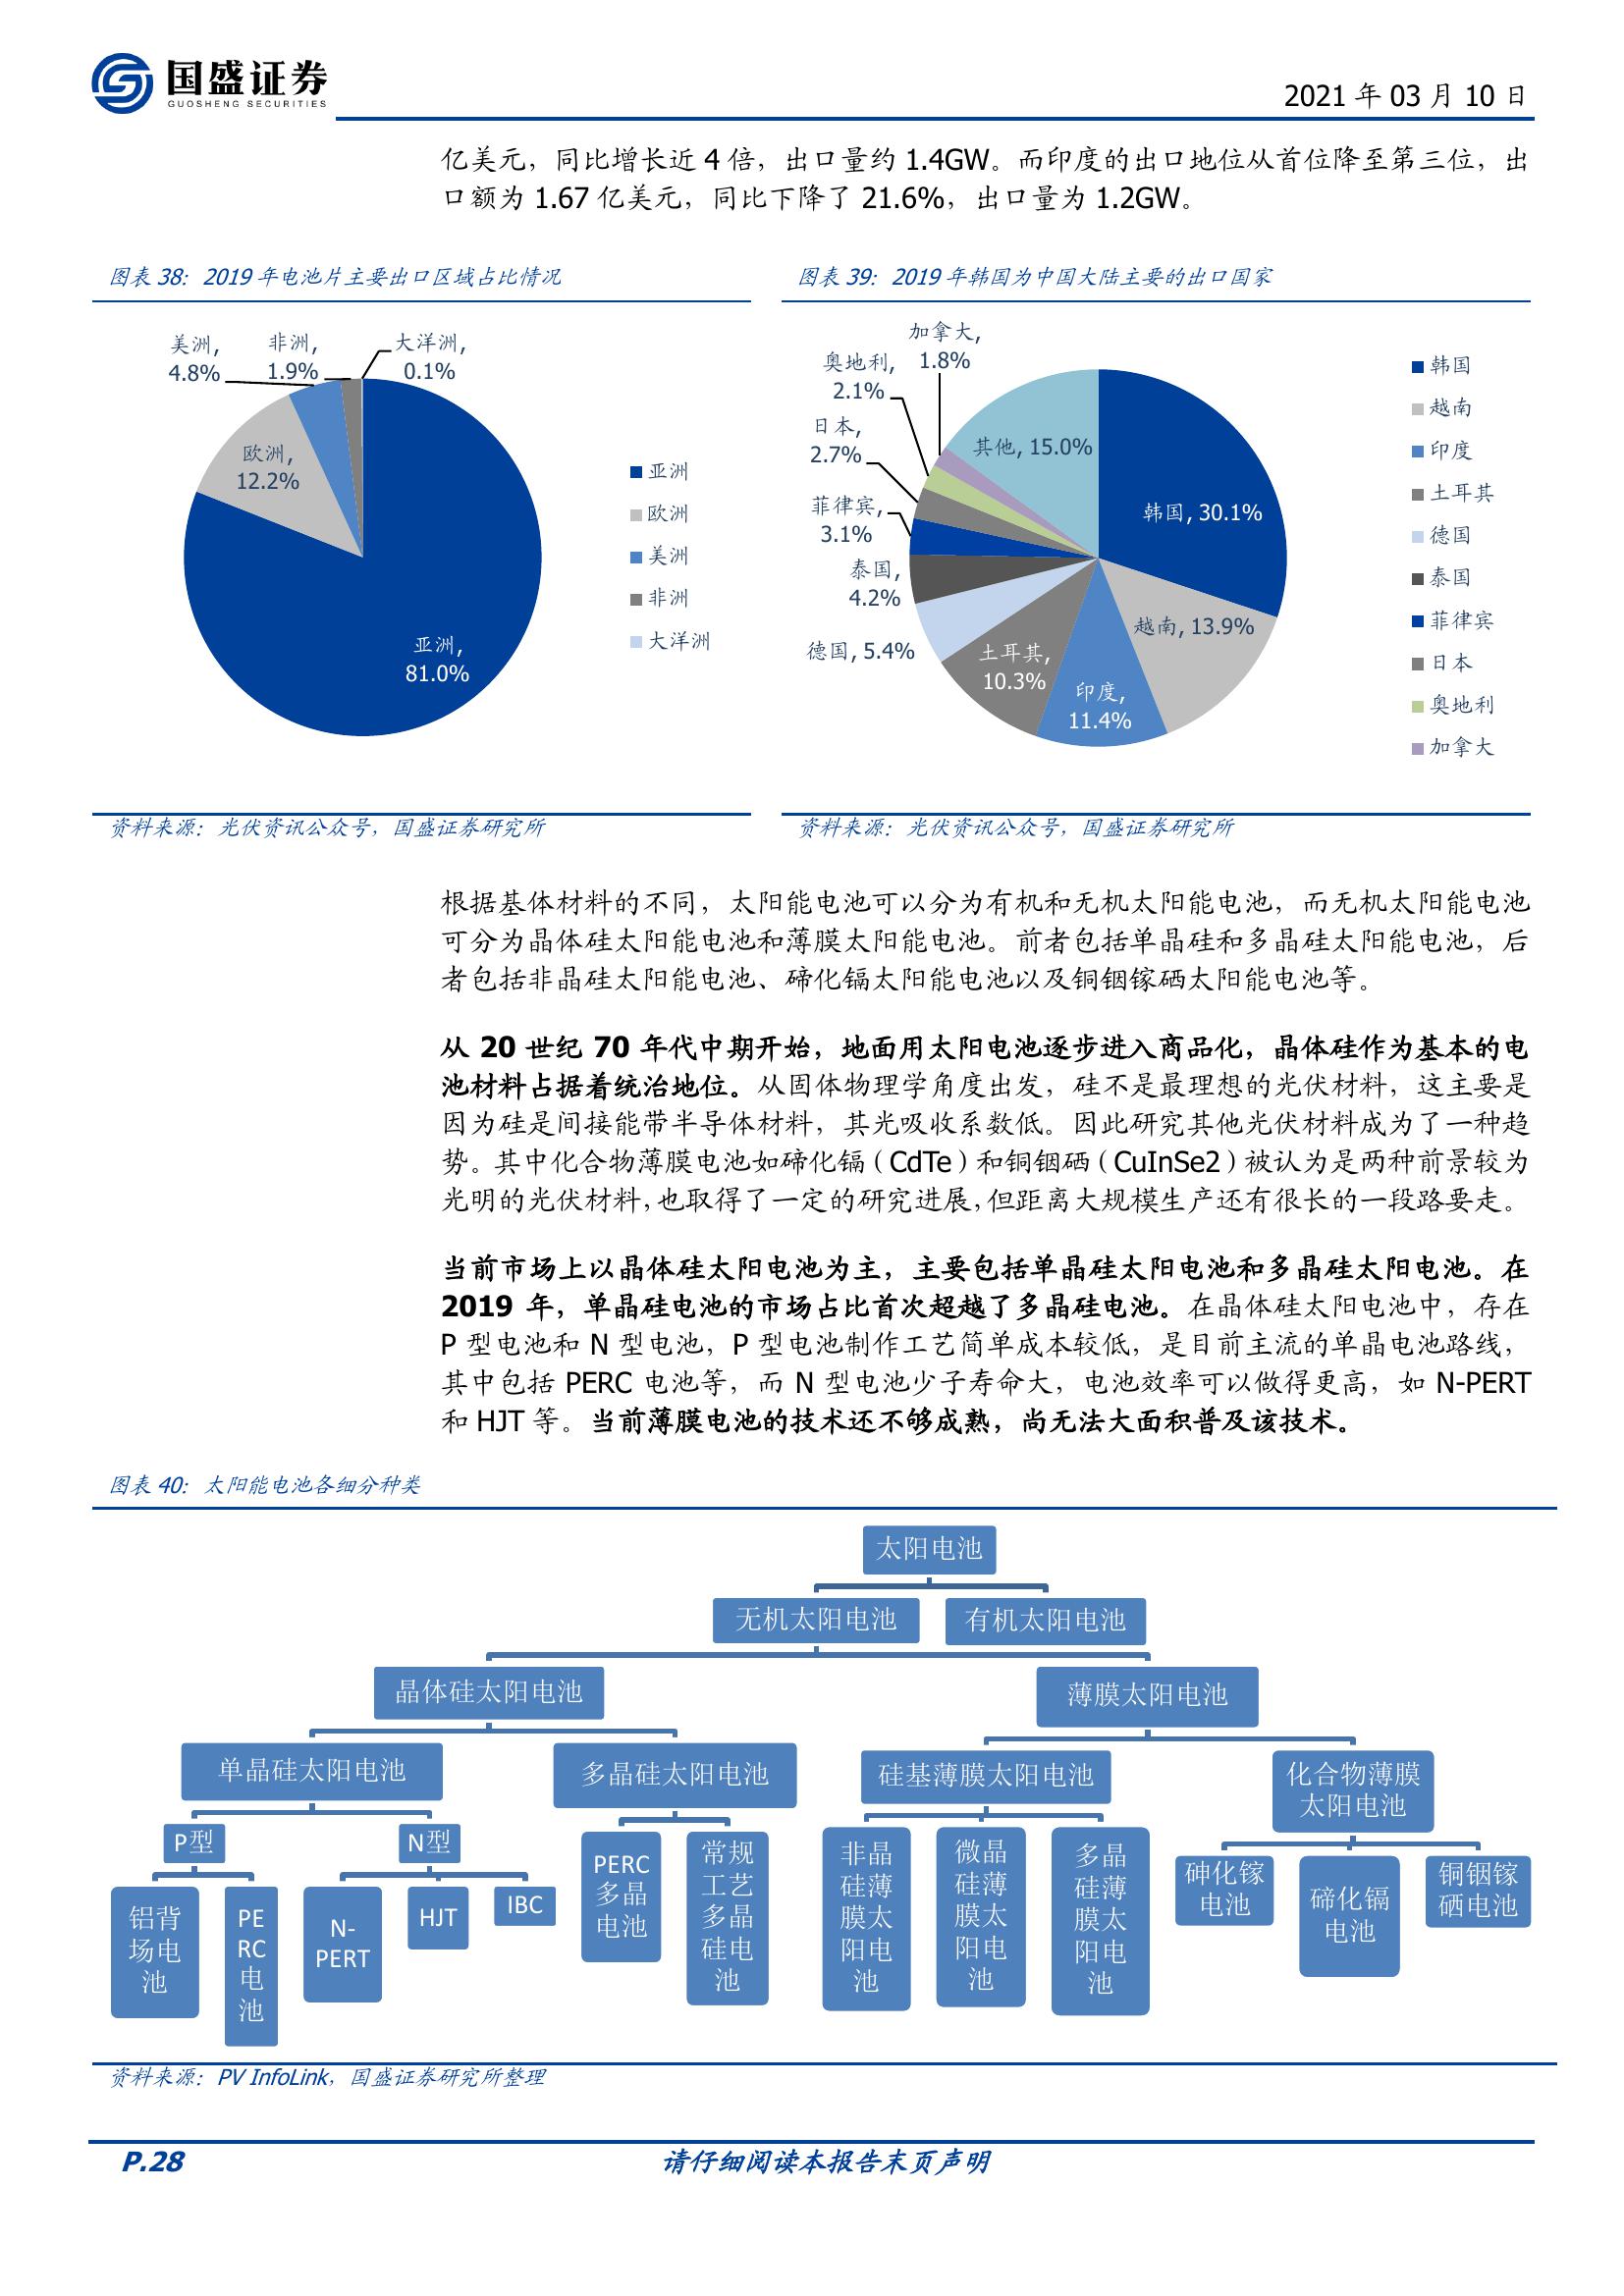 国盛证券
GUOSHENG SECURITIES
2021 年 03 月 10 日
亿美元，同比增长近 4 倍，出口量约 1.4GW。而印度的出口地位从首位降至第三位，出
口额为 1.67 亿美元，同比下降了 21.6%，出口量为 1.2GW。
图表 38：2019 年电池片主要出口区域占比情况
美洲,
4.8%
非洲,
1.9%
大洋洲,
0.1%
欧洲,
12.2%
亚洲,
81.0%
亚洲
欧洲
美洲
非洲
大洋洲
资料来源：光伏资讯公众号，国盛证券研究所
图表 39：2019 年韩国为中国大陆主要的出口国家
加拿大,
1.8%
奥地利,
2.1%
日本,
2.7%
菲律宾,
3.1%
泰国,
4.2%
德国, 5.4%
其他, 15.0%
韩国, 30.1%
越南, 13.9%
土耳其,
10.3%
印度,
11.4%
韩国
越南
印度
土耳其
德国
泰国
菲律宾
日本
奥地利
加拿大
资料来源：光伏资讯公众号，国盛证券研究所
根据基体材料的不同，太阳能电池可以分为有机和无机太阳能电池，而无机太阳能电池
可分为晶体硅太阳能电池和薄膜太阳能电池。前者包括单晶硅和多晶硅太阳能电池，后
者包括非晶硅太阳能电池、碲化镉太阳能电池以及铜铟镓硒太阳能电池等。
从 20 世纪 70 年代中期开始，地面用太阳电池逐步进入商品化，晶体硅作为基本的电
池材料占据着统治地位。从固体物理学角度出发，硅不是最理想的光伏材料，这主要是
因为硅是间接能带半导体材料，其光吸收系数低。因此研究其他光伏材料成为了一种趋
势。其中化合物薄膜电池如碲化镉（CdTe）和铜铟硒（CuInSe2）被认为是两种前景较为
光明的光伏材料,也取得了一定的研究进展,但距离大规模生产还有很长的一段路要走。
当前市场上以晶体硅太阳电池为主，主要包括单晶硅太阳电池和多晶硅太阳电池。在
2019 年，单晶硅电池的市场占比首次超越了多晶硅电池。在晶体硅太阳电池中，存在
P 型电池和 N 型电池，P 型电池制作工艺简单成本较低，是目前主流的单晶电池路线，
其中包括 PERC 电池等，而 N 型电池少子寿命大，电池效率可以做得更高，如 N-PERT
和 HJT 等。当前薄膜电池的技术还不够成熟，尚无法大面积普及该技术。
图表 40：太阳能电池各细分种类
太阳电池
无机太阳电池
有机太阳电池
晶体硅太阳电池
薄膜太阳电池
单晶硅太阳电池
多晶硅太阳电池
硅基薄膜太阳电池
化合物薄膜
太阳电池
P型
N型
铝背
场电
池
PE
RC
电
池
N-
PERT
HJT
IBC
PERC
多晶
电池
常规
工艺
多晶
硅电
池
非晶
硅薄
膜太
阳电
池
微晶
硅薄
膜太
阳电
池
多晶
硅薄
膜太
阳电
池
砷化镓
电池
碲化镉
电池
铜铟镓
硒电池
资料来源：PV InfoLink，国盛证券研究所整理
P.28
请仔细阅读本报告末页声明